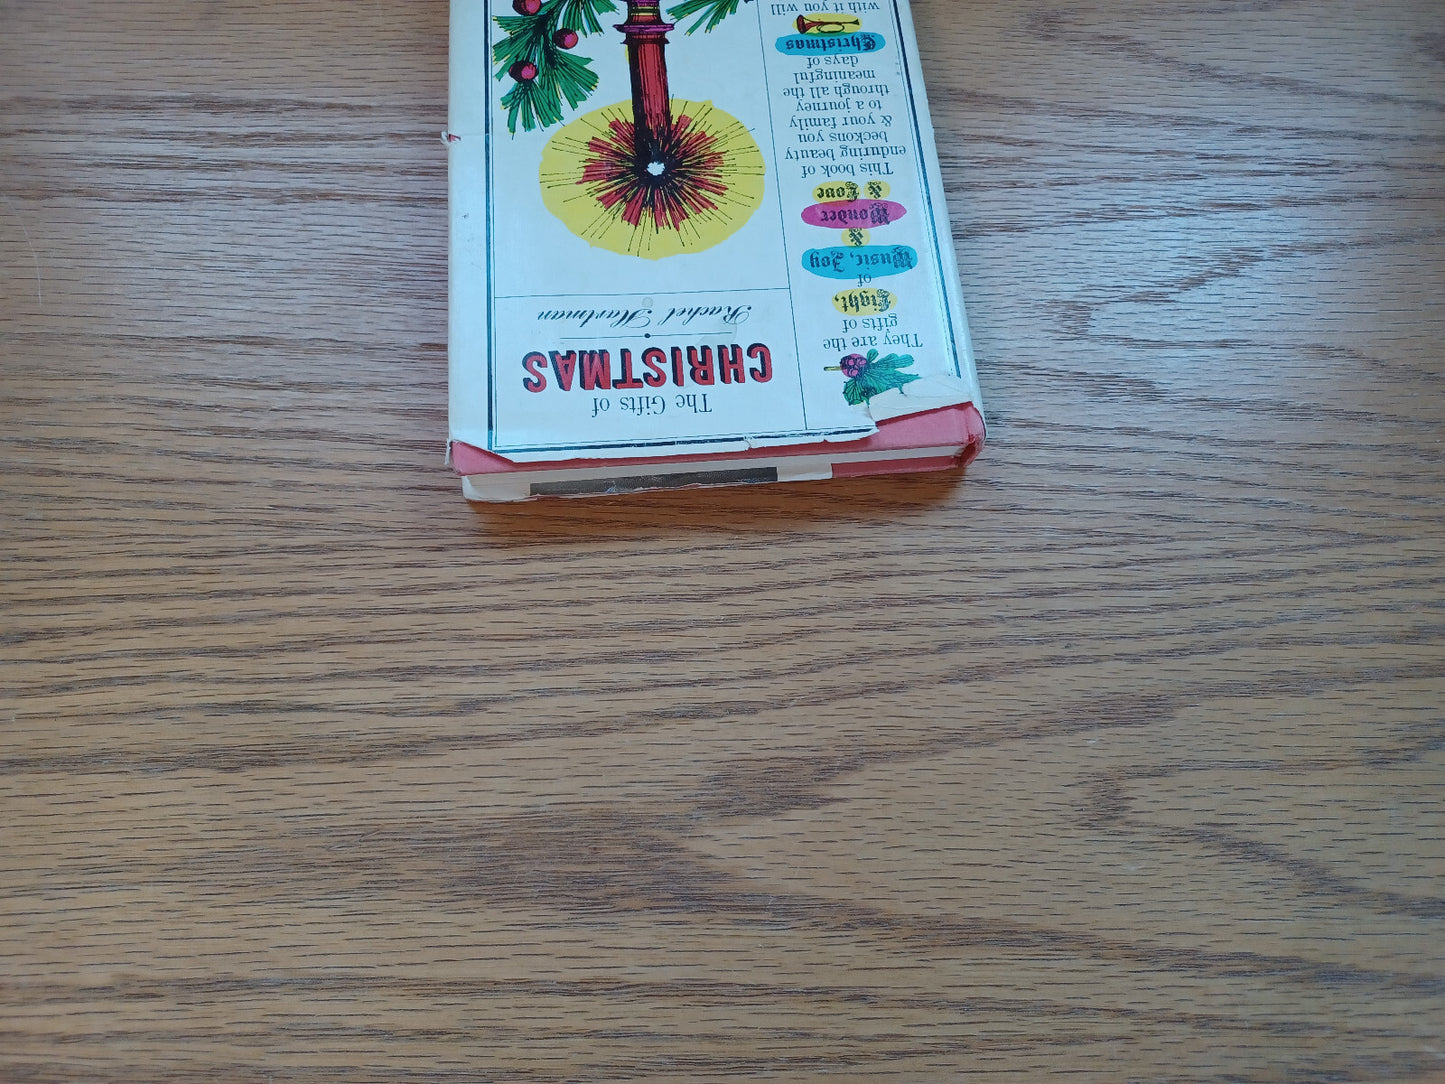 The Gifts of
CHRISTMAS
Rachel Hartman
They are the
gifts of
Light,
of
Music, Joy
&
Wonder
& Love
This book of
enduring beauty
beckons you
& your family
to a journey
through all the
meaningful
days of
Christmas
with it you will